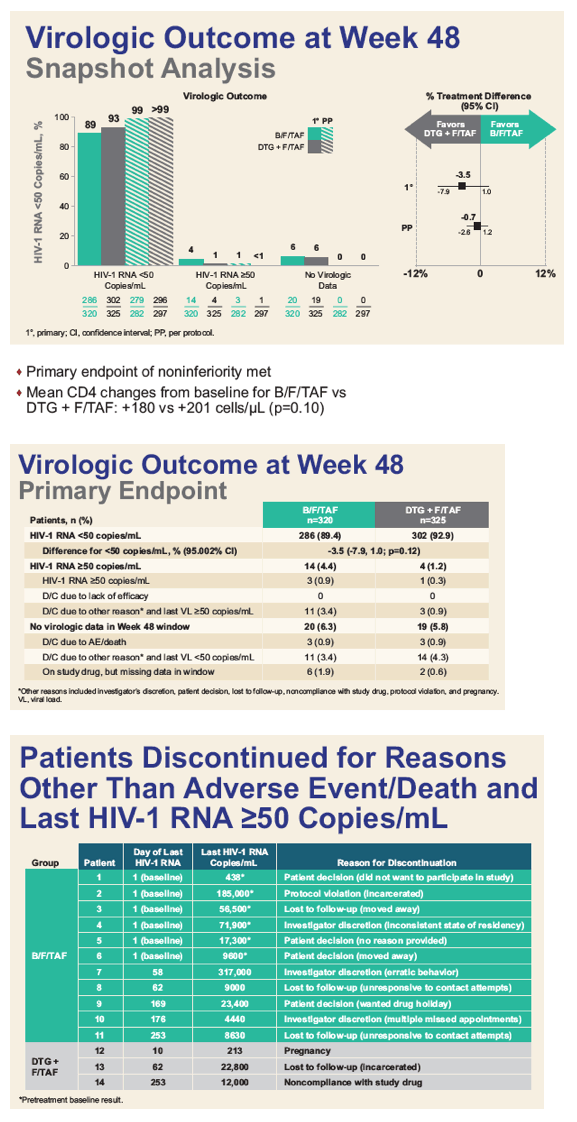 Virologic Outcome at Week 48
Snapshot Analysis
Virologic Outcome
HIV-1 RNA <50 Copies/mL, %
100
80
60
40
20
0
89
93
99
>99
4
1
1
<1
6
6
0
0
1° PP
B/F/TAF
DTG + F/TAF
HIV-1 RNA <50
Copies/mL
HIV-1 RNA ≥50
Copies/mL
No Virologic
Data
286 302 279 296
320 325 282 297
14 4 3 1
320 325 282 297
20 19 0 0
320 325 282 297
% Treatment Difference
(95% CI)
Favors
DTG + F/TAF
Favors
B/F/TAF
1°
-3.5
-7.9 1.0
PP
-0.7
-2.6 1.2
-12% 0 12%
1°, primary; CI, confidence interval; PP, per protocol.
♦ Primary endpoint of noninferiority met
♦ Mean CD4 changes from baseline for B/F/TAF vs
DTG + F/TAF: +180 vs +201 cells/µL (p=0.10)
Virologic Outcome at Week 48
Primary Endpoint
Patients, n (%) B/F/TAF n=320 DTG + F/TAF n=325
HIV-1 RNA <50 copies/mL 286 (89.4) 302 (92.9)
Difference for <50 copies/mL, % (95.002% CI) -3.5 (-7.9, 1.0; p=0.12)
HIV-1 RNA ≥50 copies/mL 14 (4.4) 4 (1.2)
HIV-1 RNA ≥50 copies/mL 3 (0.9) 1 (0.3)
D/C due to lack of efficacy 0 0
D/C due to other reason* and last VL ≥50 copies/mL 11 (3.4) 3 (0.9)
No virologic data in Week 48 window 20 (6.3) 19 (5.8)
D/C due to AE/death 3 (0.9) 3 (0.9)
D/C due to other reason* and last VL <50 copies/mL 11 (3.4) 14 (4.3)
On study drug, but missing data in window 6 (1.9) 2 (0.6)
*Other reasons included investigator's discretion, patient decision, lost to follow-up, noncompliance with study drug, protocol violation, and pregnancy.
VL, viral load.
Patients Discontinued for Reasons
Other Than Adverse Event/Death and
Last HIV-1 RNA ≥50 Copies/mL
Group Patient Day of Last HIV-1 RNA Last HIV-1 RNA Copies/mL Reason for Discontinuation
B/F/TAF
1 1 (baseline) 438* Patient decision (did not want to participate in study)
2 1 (baseline) 185,000* Protocol violation (incarcerated)
3 1 (baseline) 56,500* Lost to follow-up (moved away)
4 1 (baseline) 71,900* Investigator discretion (inconsistent state of residency)
5 1 (baseline) 17,300* Patient decision (no reason provided)
6 1 (baseline) 9600* Patient decision (moved away)
7 58 317,000 Investigator discretion (erratic behavior)
8 62 9000 Lost to follow-up (unresponsive to contact attempts)
9 169 23,400 Patient decision (wanted drug holiday)
10 176 4440 Investigator discretion (multiple missed appointments)
11 253 8630 Lost to follow-up (unresponsive to contact attempts)
DTG +
F/TAF
12 10 213 Pregnancy
13 62 22,800 Lost to follow-up (incarcerated)
14 253 12,000 Noncompliance with study drug
*Pretreatment baseline result.